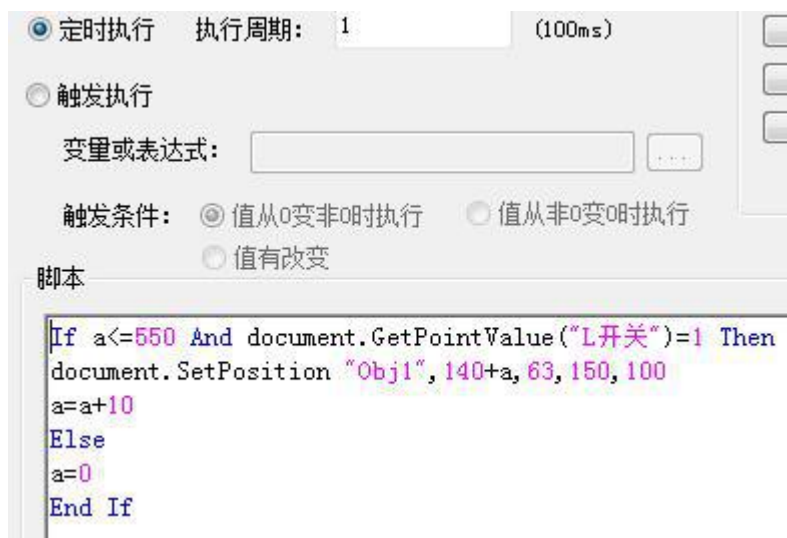 定时执行 执行周期: 1 (100ms)
触发执行
变量或表达式: ...
触发条件: 值从0变非0时执行 值从非0变0时执行
值有改变
脚本
If a<=550 And document.GetPointValue("L开关")=1 Then
document.SetPosition "Obj1",140+a,63,150,100
a=a+10
Else
a=0
End If